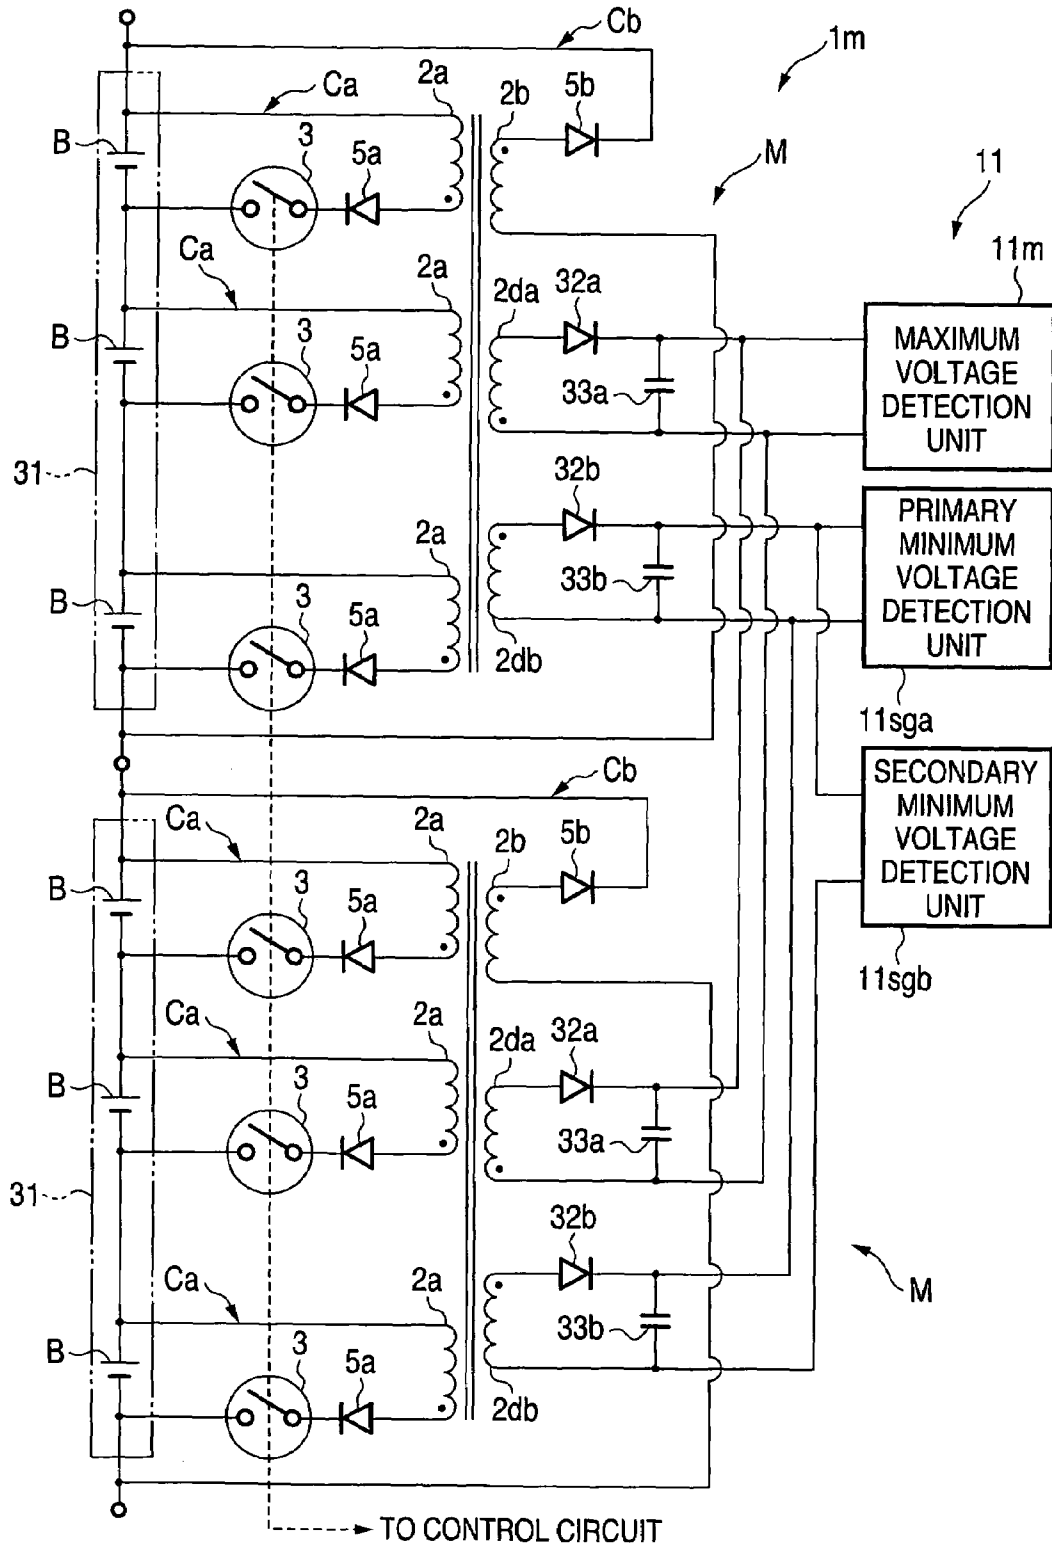 Cb
1m
Ca
2a
2b
5b
B
3
5a
M
11
11m
Ca
2a
2da
32a
MAXIMUM
VOLTAGE
DETECTION
UNIT
B
3
5a
33a
31
32b
PRIMARY
MINIMUM
VOLTAGE
DETECTION
UNIT
2a
33b
B
3
5a
2db
11sga
Cb
SECONDARY
MINIMUM
VOLTAGE
DETECTION
UNIT
Ca
2a
2b
5b
B
3
5a
11sgb
Ca
2a
2da
32a
B
3
5a
33a
31
32b
Ca
2a
M
33b
B
3
5a
2db
TO CONTROL CIRCUIT